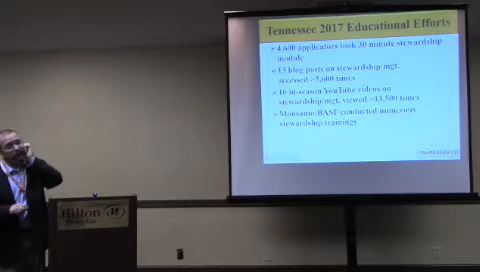 Tennessee 2017 Educational Efforts
4,600 applicators took 30 minute stewardship
module
13 blog posts on stewardship/mgt,
accessed >3,600 times
16 in-season YouTube videos on
stewardship/mgt, viewed >13,500 times
Monsanto/BASF conducted numerous
stewardship trainings
Hilton
Memphis